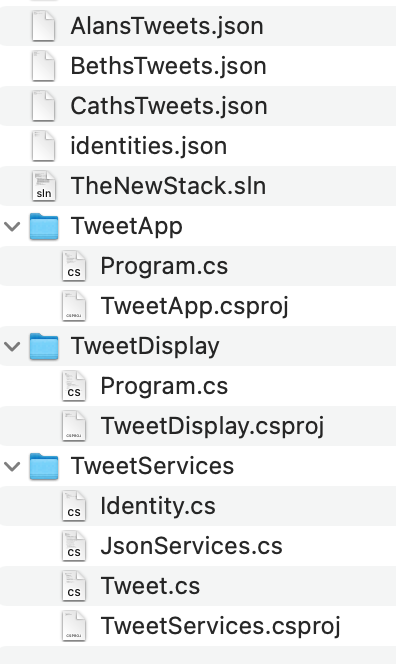 AlansTweets.json
BethsTweets.json
CathsTweets.json
identities.json
sln TheNewStack.sln
TweetApp
cs Program.cs
CSPROJ TweetApp.csproj
TweetDisplay
cs Program.cs
CSPROJ TweetDisplay.csproj
TweetServices
cs Identity.cs
cs JsonServices.cs
cs Tweet.cs
CSPROJ TweetServices.csproj